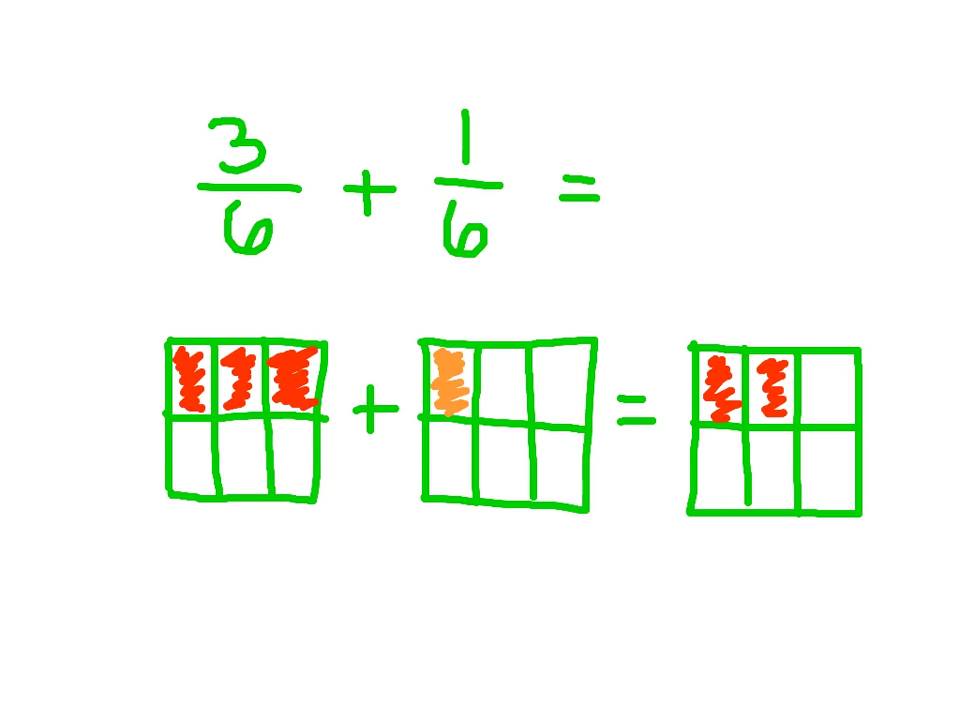 3/6 + 1/6 =
+ =